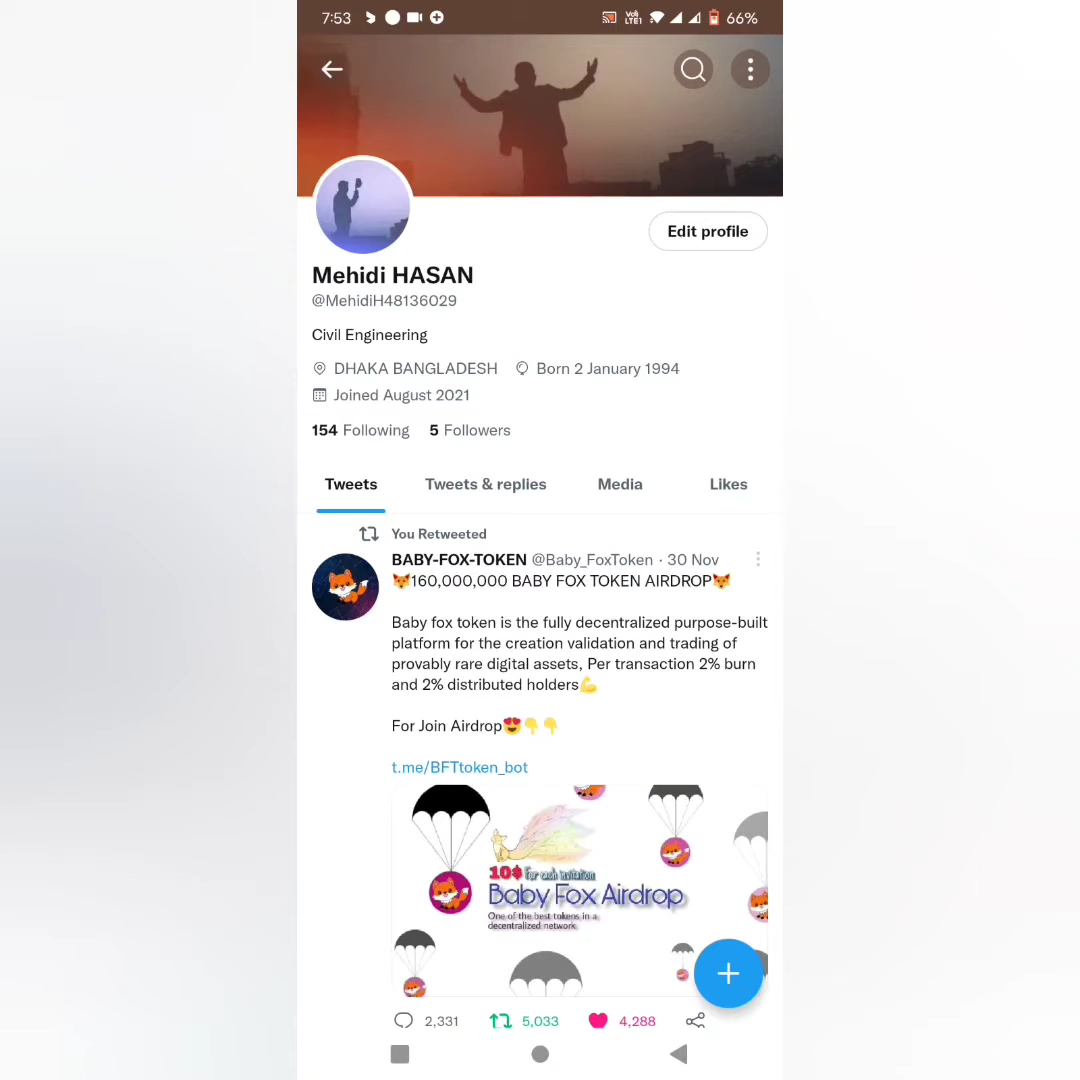 7:53
Vo) LTE1 66%
Edit profile
Mehidi HASAN
@MehidiH48136029
Civil Engineering
DHAKA BANGLADESH Born 2 January 1994
Joined August 2021
154 Following 5 Followers
Tweets Tweets & replies Media Likes
You Retweeted
BABY-FOX-TOKEN @Baby_FoxToken · 30 Nov
🦊160,000,000 BABY FOX TOKEN AIRDROP🦊
Baby fox token is the fully decentralized purpose-built
platform for the creation validation and trading of
provably rare digital assets, Per transaction 2% burn
and 2% distributed holders💪
For Join Airdrop😍👇👇
t.me/BFTtoken_bot
10$ For each invitation
Baby Fox Airdrop
One of the best tokens in a
decentralized network
2,331 5,033 4,288